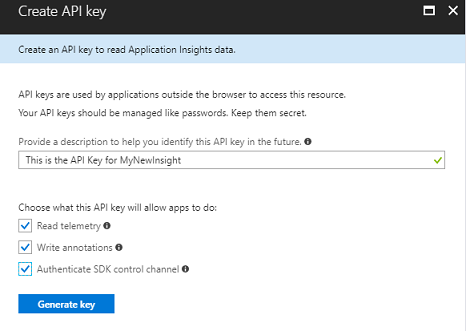 Create API key
Create an API key to read Application Insights data.
API keys are used by applications outside the browser to access this resource.
Your API keys should be managed like passwords. Keep them secret.
Provide a description to help you identify this API key in the future.
This is the API Key for MyNewInsight
Choose what this API key will allow apps to do:
Read telemetry
Write annotations
Authenticate SDK control channel
Generate key